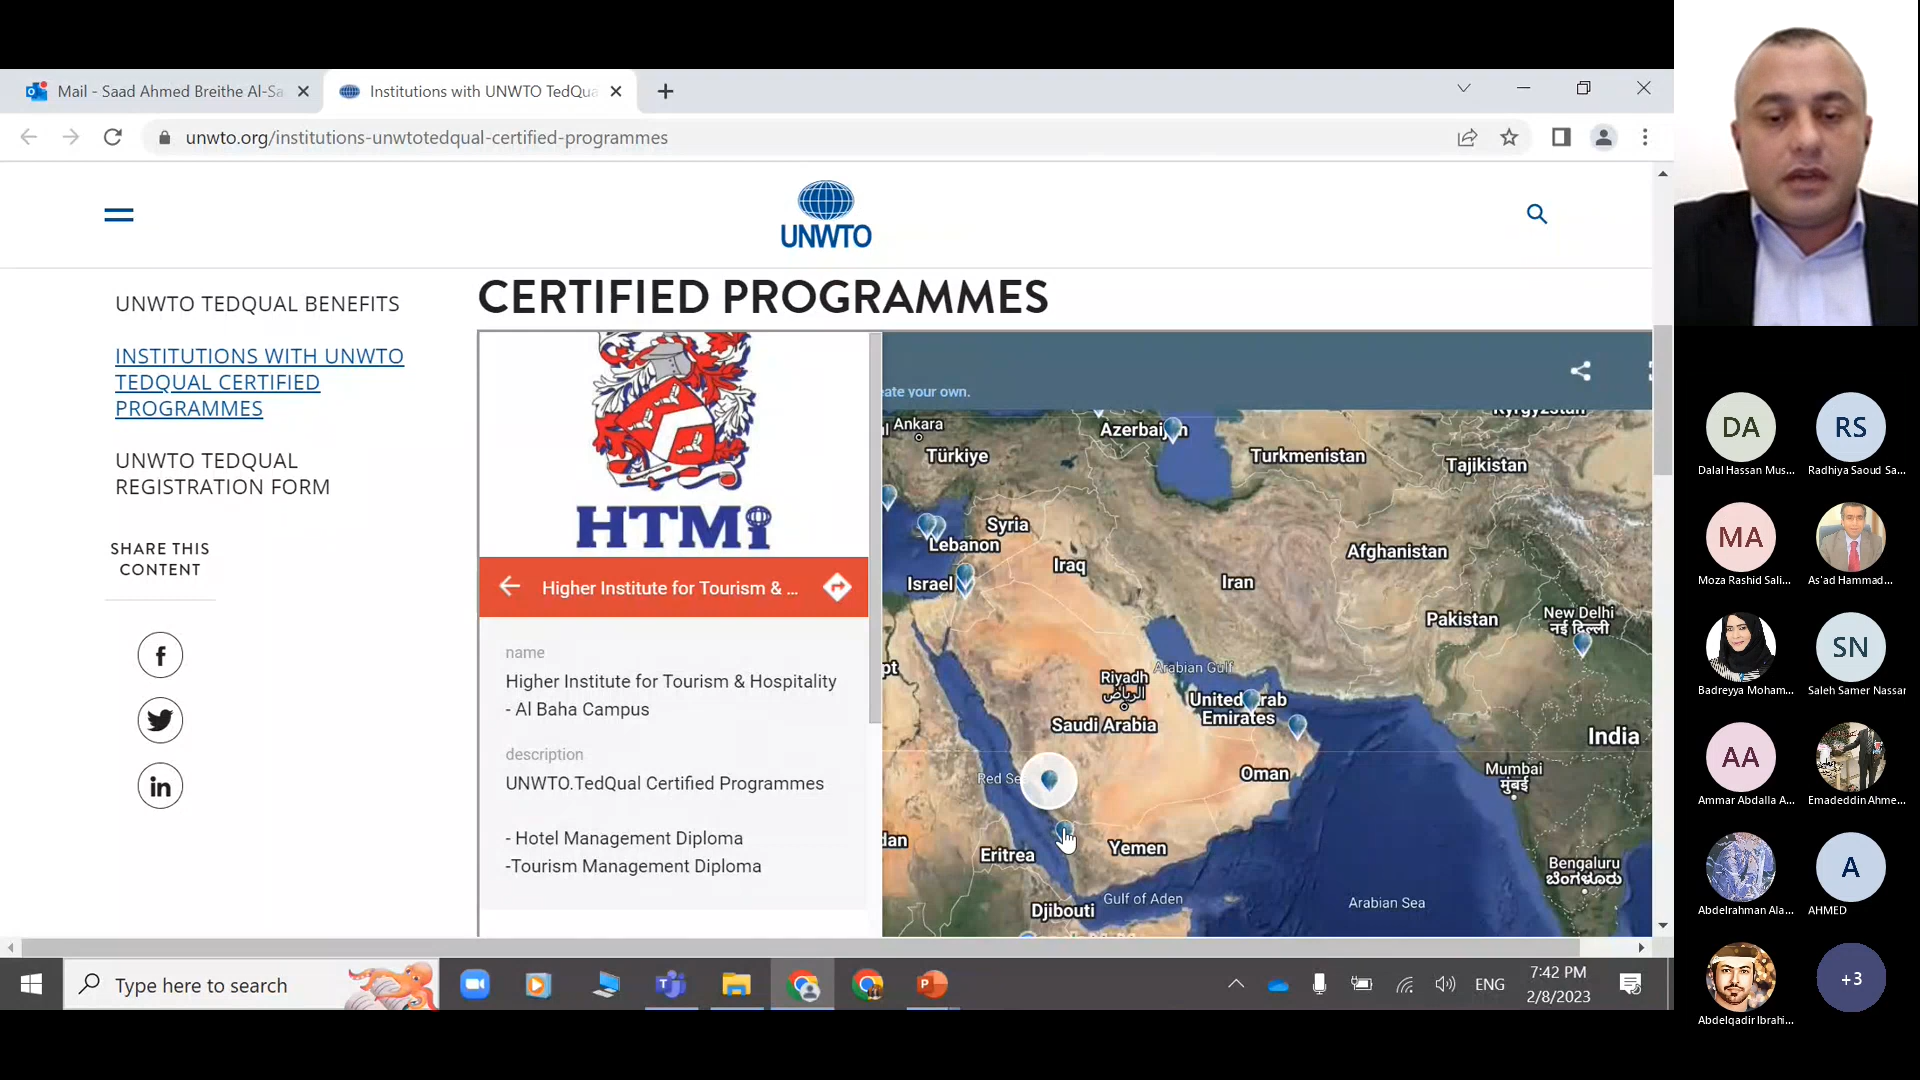 Mail - Saad Ahmed Breithe Al-Sa
Institutions with UNWTO TedQua
unwto.org/institutions-unwtotedqual-certified-programmes
UNWTO
UNWTO TEDQUAL BENEFITS
INSTITUTIONS WITH UNWTO
TEDQUAL CERTIFIED
PROGRAMMES
UNWTO TEDQUAL
REGISTRATION FORM
SHARE THIS
CONTENT
CERTIFIED PROGRAMMES
HTMi
Higher Institute for Tourism & ...
name
Higher Institute for Tourism & Hospitality
- Al Baha Campus
description
UNWTO.TedQual Certified Programmes
- Hotel Management Diploma
-Tourism Management Diploma
eate your own.
Kyrgyzstan
Ankara
Azerbaijan
Türkiye
Turkmenistan
Tajikistan
Syria
Lebanon
Afghanistan
Iraq
Israel
Iran
Pakistan
New Delhi
नई दिल्ली
pt
Arabian Gulf
Riyadh
الرياض
United Arab
Emirates
Saudi Arabia
India
Red Se
Oman
Mumbai
मुंबई
dan
Eritrea
Yemen
Bengaluru
ಬೆಂಗಳೂರು
Gulf of Aden
Arabian Sea
Djibouti
Type here to search
ENG
7:42 PM
2/8/2023
DA
Dalal Hassan Mus...
RS
Radhiya Saoud Sa...
MA
Moza Rashid Sali...
As'ad Hammad...
Badreyya Moham...
SN
Saleh Samer Nassar
AA
Ammar Abdalla A...
Emadeddin Ahme...
Abdelrahman Ala...
A
AHMED
Abdelqadir Ibrahi...
+3